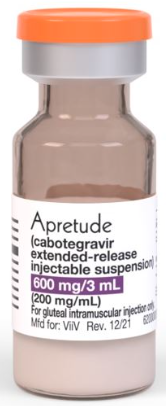 Apretude
(cabotegravir
extended-release
injectable suspension)
600 mg/3 mL
(200 mg/mL)
For gluteal intramuscular injection only
Mfd for: ViiV Rev. 12/21